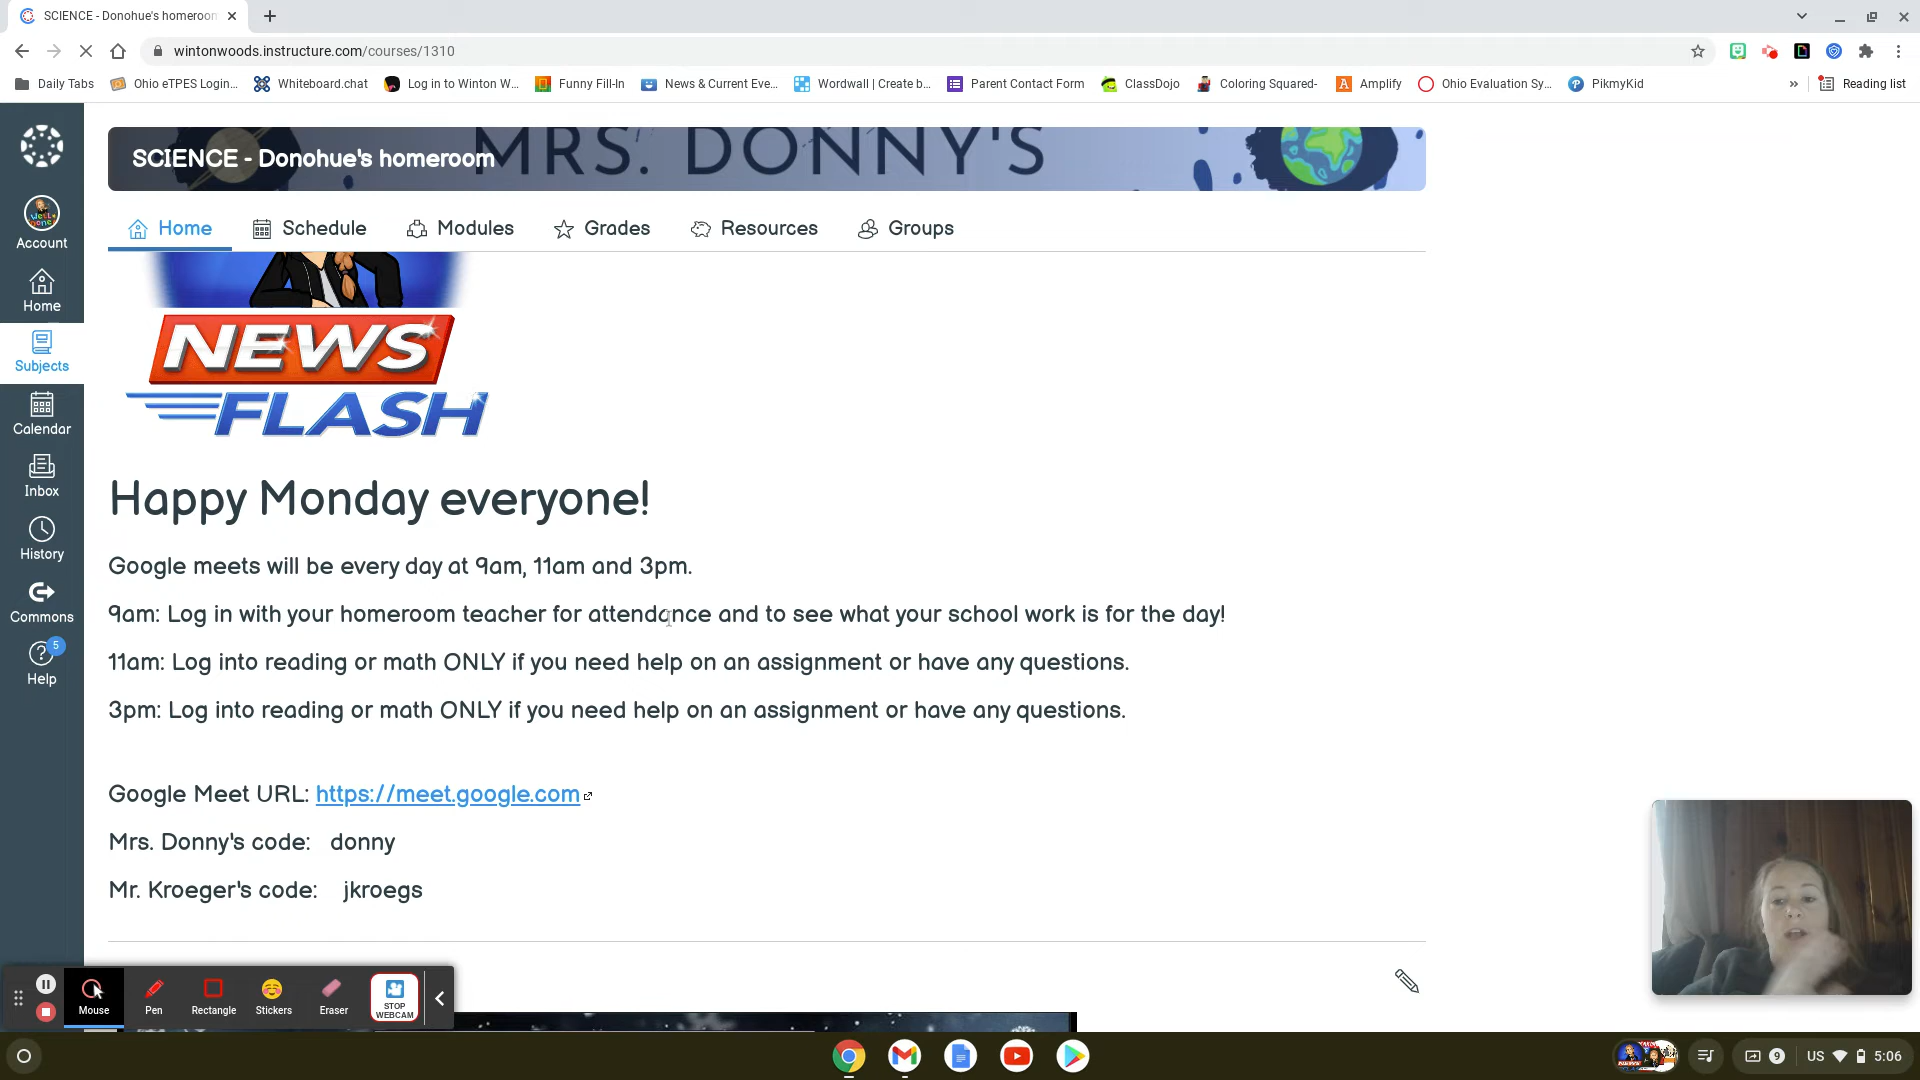 SCIENCE - Donohue's homeroom
wintonwoods.instructure.com/courses/1310
Daily Tabs
Ohio eTPES Login...
Whiteboard.chat
Log in to Winton W...
Funny Fill-In
News & Current Eve...
Wordwall | Create b...
Parent Contact Form
ClassDojo
Coloring Squared-
Amplify
Ohio Evaluation Sy...
PikmyKid
»
Reading list
MRS. DONNY'S
SCIENCE - Donohue's homeroom
Home
Schedule
Modules
Grades
Resources
Groups
Account
Home
Subjects
Calendar
Inbox
History
Commons
5
Help
NEWS
FLASH
Happy Monday everyone!
Google meets will be every day at 9am, 11am and 3pm.
9am: Log in with your homeroom teacher for attendance and to see what your school work is for the day!
11am: Log into reading or math ONLY if you need help on an assignment or have any questions.
3pm: Log into reading or math ONLY if you need help on an assignment or have any questions.
Google Meet URL: https://meet.google.com
Mrs. Donny's code: donny
Mr. Kroeger's code: jkroegs
Mouse
Pen
Rectangle
Stickers
Eraser
STOP
WEBCAM
9
US
5:06